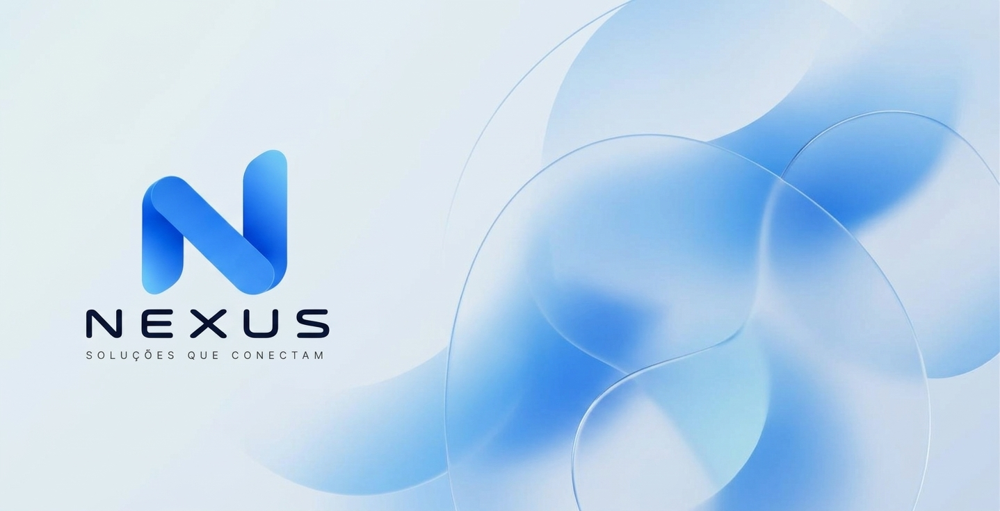 NEXUS
SOLUÇÕES QUE CONECTAM